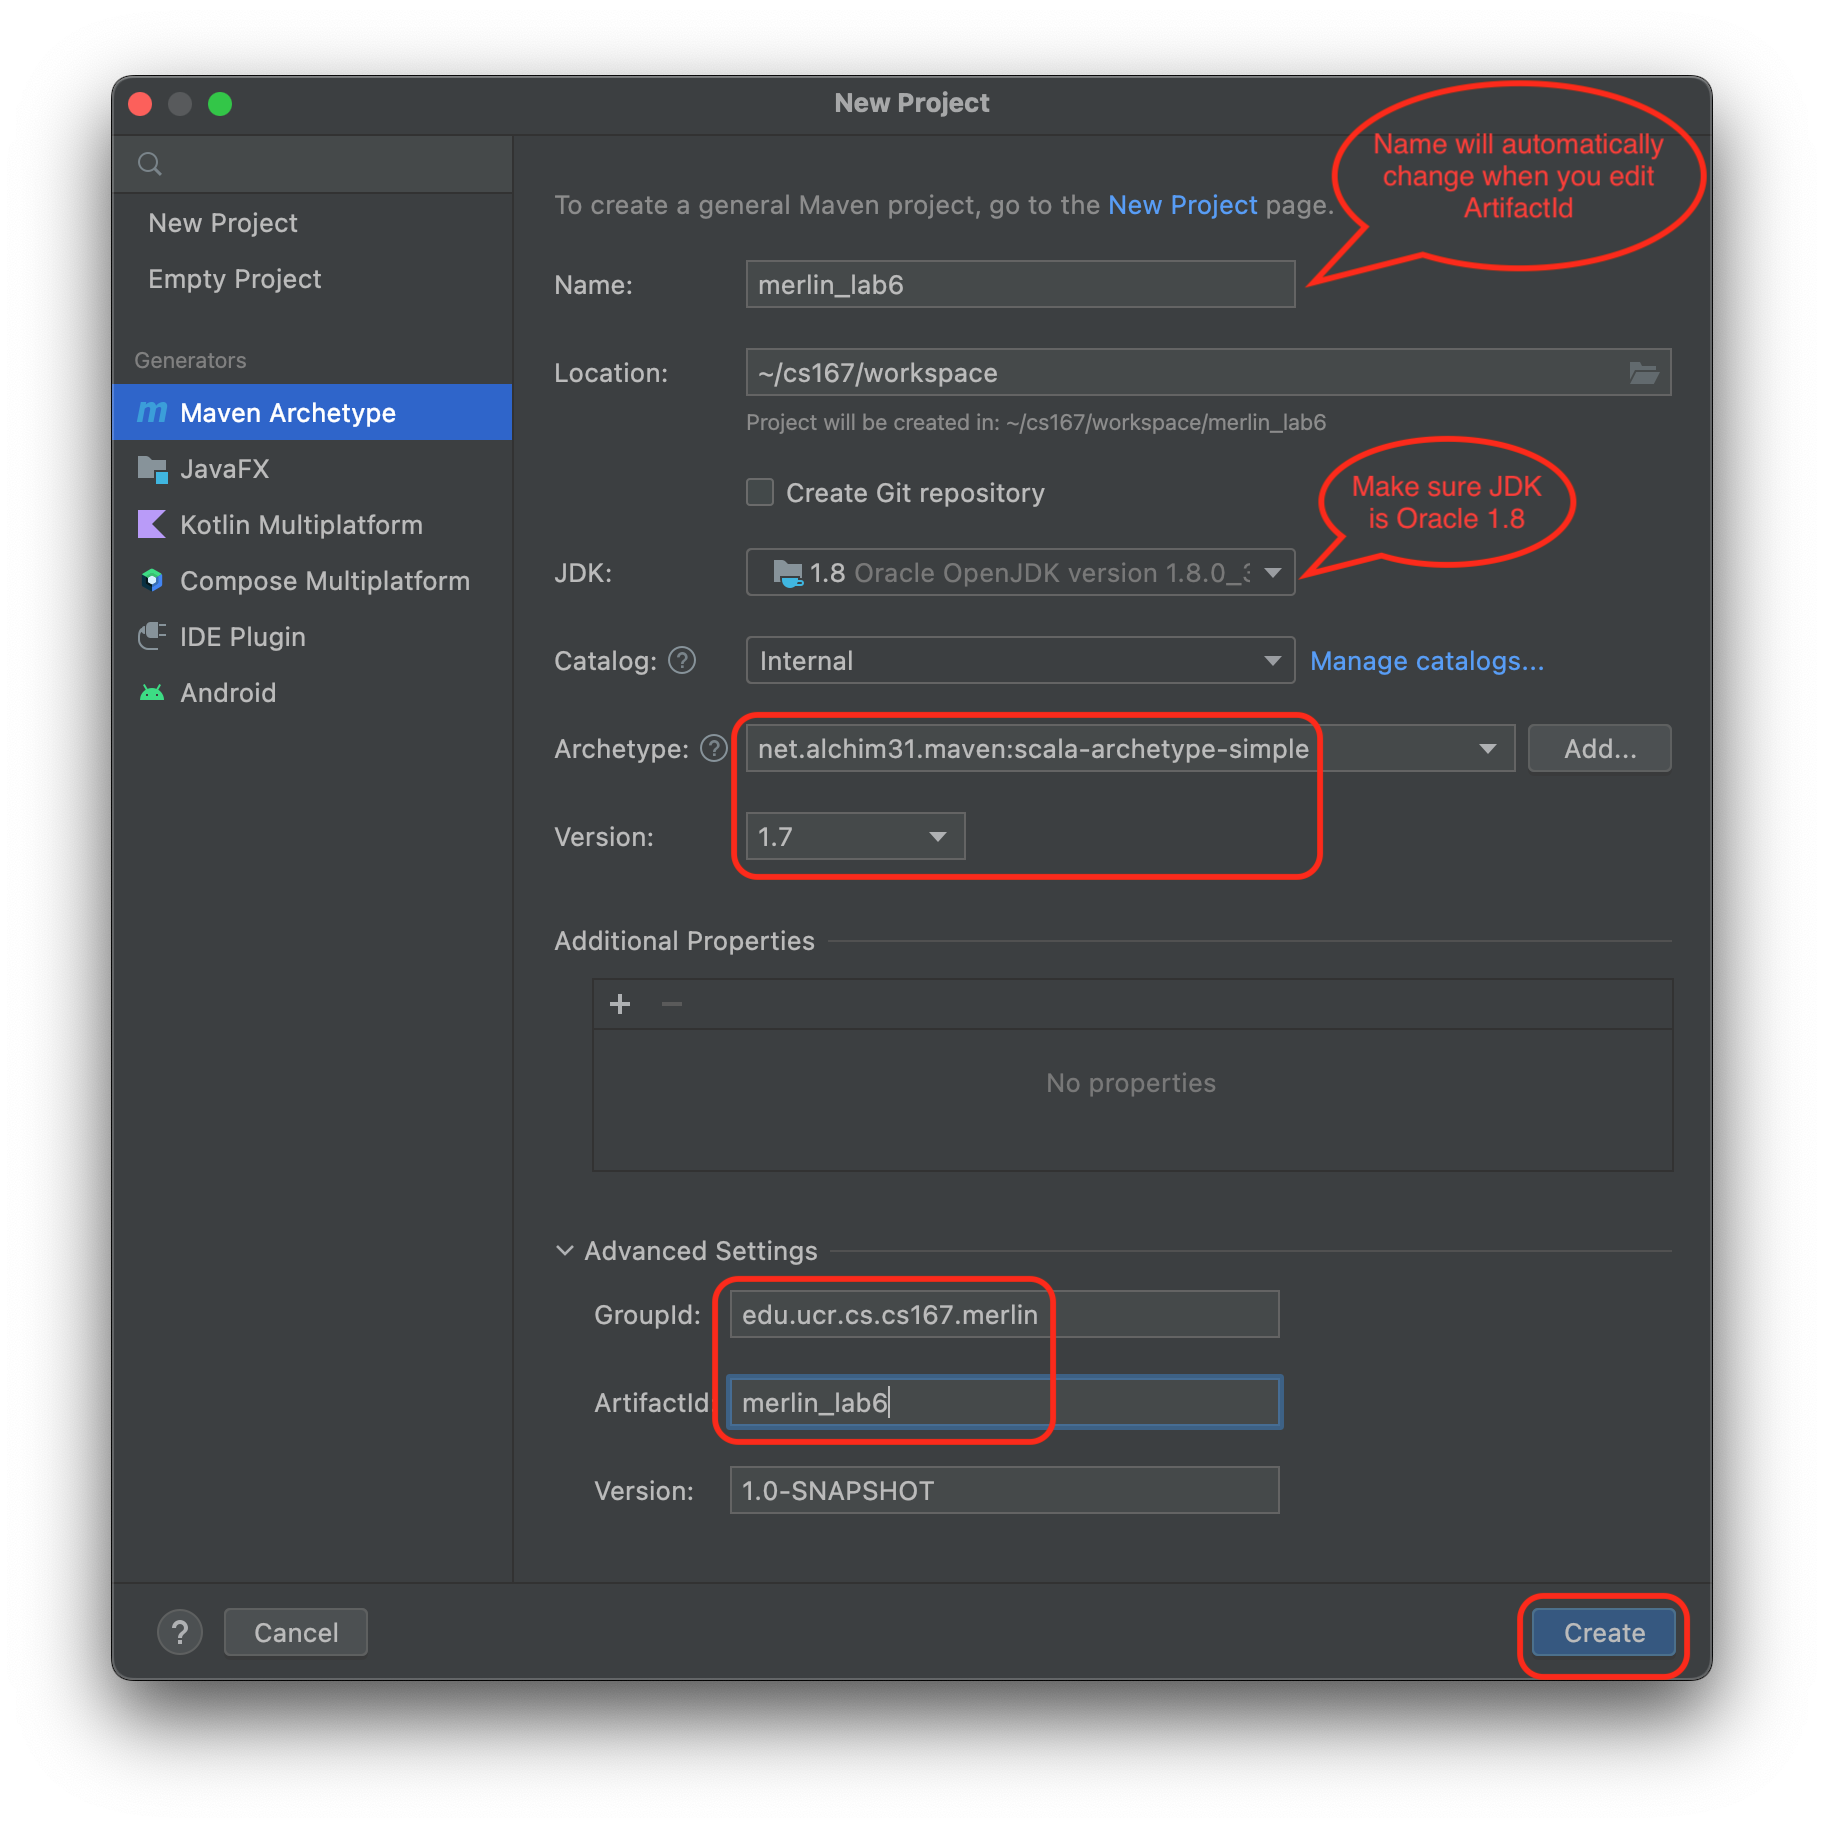 New Project
Name will automatically
change when you edit
ArtifactId
New Project
Empty Project
Generators
Maven Archetype
JavaFX
Kotlin Multiplatform
Compose Multiplatform
IDE Plugin
Android
To create a general Maven project, go to the New Project page.
Name: merlin_lab6
Location: ~/cs167/workspace
Project will be created in: ~/cs167/workspace/merlin_lab6
Create Git repository
Make sure JDK
is Oracle 1.8
JDK: 1.8 Oracle OpenJDK version 1.8.0_
Catalog: ? Internal Manage catalogs...
Archetype: ? net.alchim31.maven:scala-archetype-simple Add...
Version: 1.7
Additional Properties
+ −
No properties
Advanced Settings
GroupId: edu.ucr.cs.cs167.merlin
ArtifactId merlin_lab6
Version: 1.0-SNAPSHOT
? Cancel Create